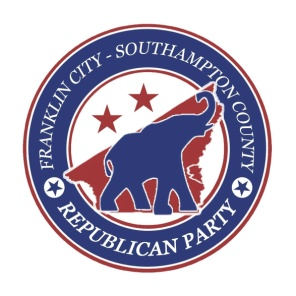 FRANKLIN CITY - SOUTHAMPTON COUNTY
REPUBLICAN PARTY